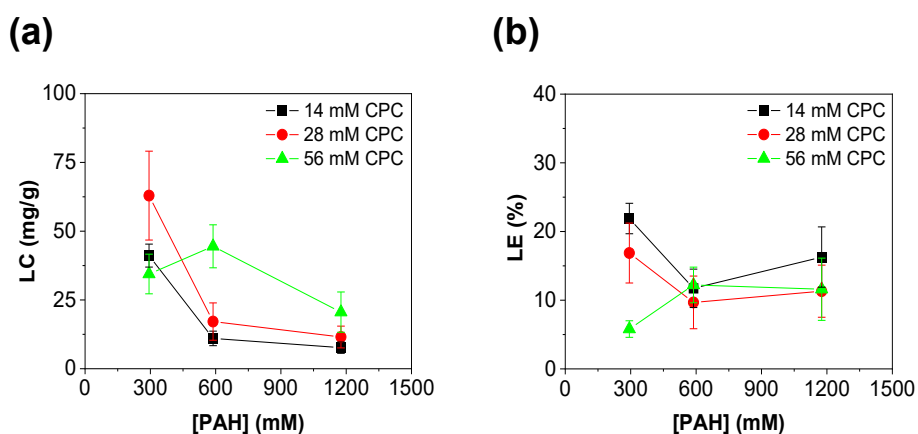 (a)
(b)
100
75
50
25
0
LC (mg/g)
14 mM CPC
28 mM CPC
56 mM CPC
0 300 600 900 1200 1500
[PAH] (mM)
40
30
20
10
0
LE (%)
14 mM CPC
28 mM CPC
56 mM CPC
0 300 600 900 1200 1500
[PAH] (mM)